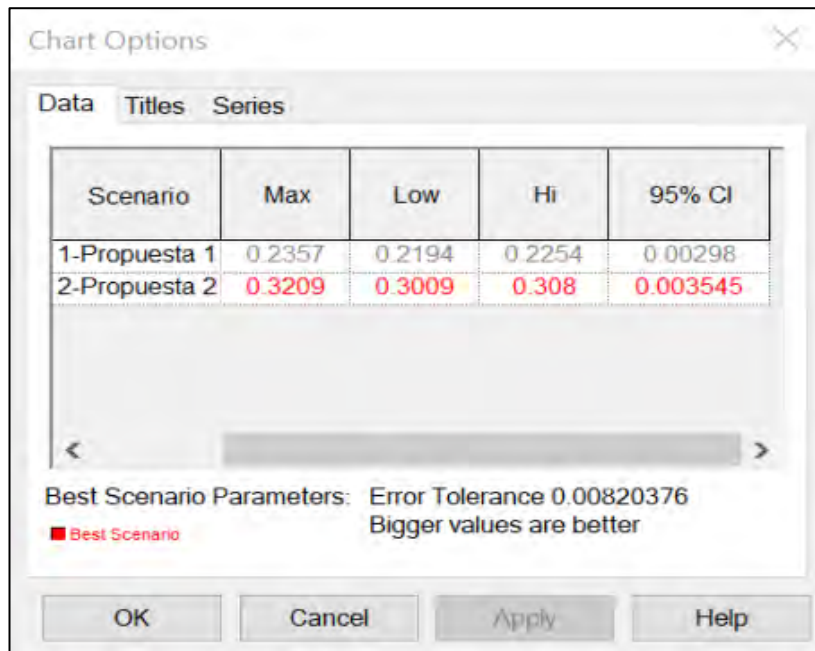 Chart Options
Data Titles Series
Scenario Max Low Hi 95% CI
1-Propuesta 1 0.2357 0.2194 0.2254 0.00298
2-Propuesta 2 0.3209 0.3009 0.308 0.003545
Best Scenario Parameters: Error Tolerance 0.00820376
Best Scenario Bigger values are better
OK Cancel Apply Help